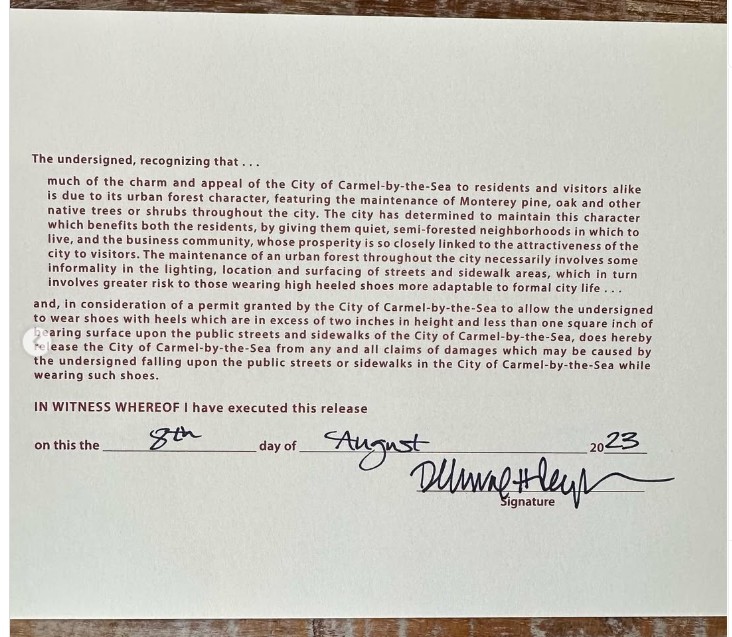 The undersigned, recognizing that . . .
much of the charm and appeal of the City of Carmel-by-the-Sea to residents and visitors alike
is due to its urban forest character, featuring the maintenance of Monterey pine, oak and other
native trees or shrubs throughout the city. The city has determined to maintain this character
which benefits both the residents, by giving them quiet, semi-forested neighborhoods in which to
live, and the business community, whose prosperity is so closely linked to the attractiveness of the
city to visitors. The maintenance of an urban forest throughout the city necessarily involves some
informality in the lighting, location and surfacing of streets and sidewalk areas, which in turn
involves greater risk to those wearing high heeled shoes more adaptable to formal city life . . .
and, in consideration of a permit granted by the City of Carmel-by-the-Sea to allow the undersigned
to wear shoes with heels which are in excess of two inches in height and less than one square inch of
bearing surface upon the public streets and sidewalks of the City of Carmel-by-the-Sea, does hereby
release the City of Carmel-by-the-Sea from any and all claims of damages which may be caused by
the undersigned falling upon the public streets or sidewalks in the City of Carmel-by-the-Sea while
wearing such shoes.
IN WITNESS WHEREOF I have executed this release
on this the 8th day of August 2023
Signature